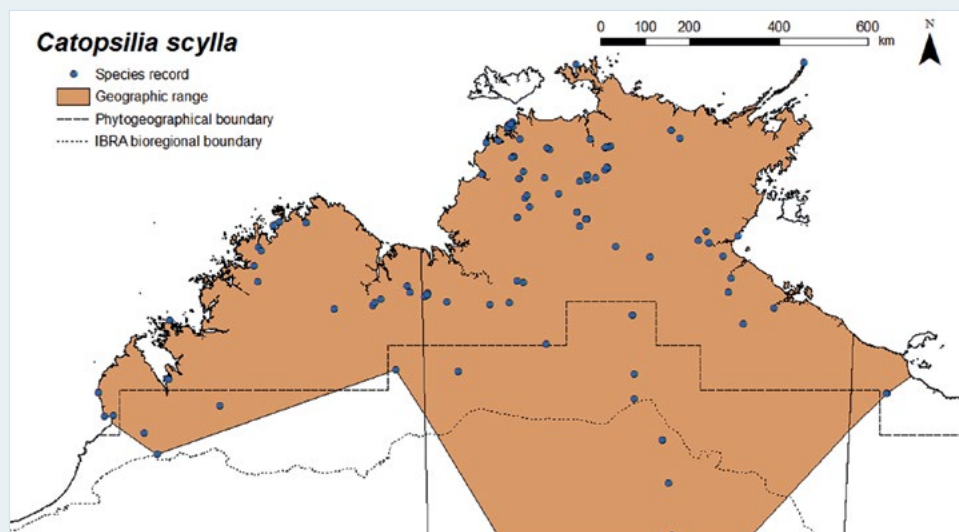 Catopsilia scylla
Species record
Geographic range
Phytogeographical boundary
IBRA bioregional boundary
0 100 200 400 600
km
N